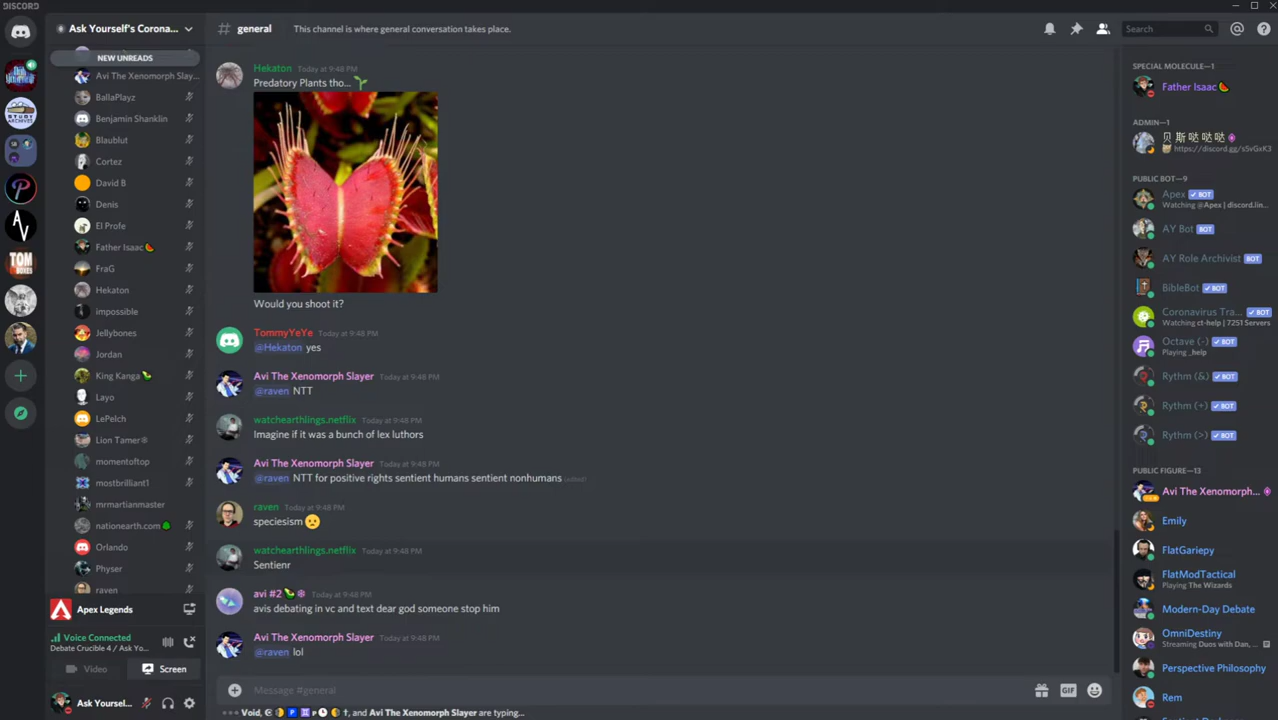 DISCORD
Ask Yourself's Corona...
NEW UNREADS
Avi The Xenomorph Slay...
BallaPlayz
Benjamin Shanklin
Blaublut
Cortez
David B
Denis
El Profe
Father Isaac
FraG
Hekaton
impossible
Jellybones
Jordan
King Kanga
Layo
LePelch
Lion Tamer
momentoftop
mostbrilliant1
mrmartianmaster
nationearth.com
Orlando
Physer
raven
Apex Legends
Voice Connected
Debate Crucible 4 / Ask Yo...
Video
Screen
Ask Yoursel...
TOM
BOXES
# general
This channel is where general conversation takes place.
Search
Hekaton Today at 9:48 PM
Predatory Plants tho...
Would you shoot it?
TommyYeYe Today at 9:48 PM
@Hekaton yes
Avi The Xenomorph Slayer Today at 9:48 PM
@raven NTT
watchearthlings.netflix Today at 9:48 PM
Imagine if it was a bunch of lex luthors
Avi The Xenomorph Slayer Today at 9:48 PM
@raven NTT for positive rights sentient humans sentient nonhumans (edited)
raven Today at 9:48 PM
speciesism
watchearthlings.netflix Today at 9:48 PM
Sentienr
avi #2 Today at 9:48 PM
avis debating in vc and text dear god someone stop him
Avi The Xenomorph Slayer Today at 9:48 PM
@raven lol
Message #general
GIF
Void, and Avi The Xenomorph Slayer are typing...
SPECIAL MOLECULE—1
Father Isaac
ADMIN—1
贝斯哒哒哒
https://discord.gg/sSvGxK3
PUBLIC BOT—9
Apex BOT
Watching @Apex | discordJin...
AY Bot BOT
AY Role Archivist BOT
BibleBot BOT
Coronavirus Tra... BOT
Watching ct-help | 7251 Servers
Octave (-) BOT
Playing _help
Rythm (&) BOT
Rythm (+) BOT
Rythm (>) BOT
PUBLIC FIGURE—13
Avi The Xenomorph...
Emily
FlatGariepy
FlatModTactical
Playing The Wizards
Modern-Day Debate
OmniDestiny
Streaming Duos with Dan, ...
Perspective Philosophy
Rem